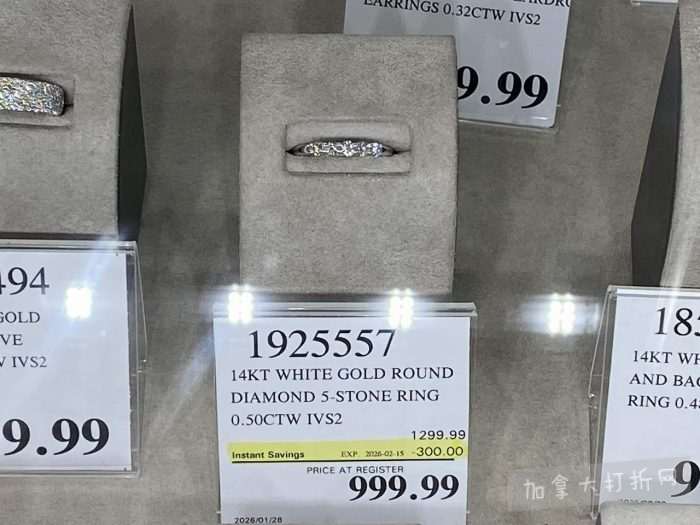 EARRINGS 0.32CTW IVS2
9.99
494
GOLD
VE
W IVS2
9.99
1925557
14KT WHITE GOLD ROUND
DIAMOND 5-STONE RING
0.50CTW IVS2
1299.99
Instant Savings EXP. 2026-02-15 -300.00
PRICE AT REGISTER
999.99
2026/01/28
185
14KT WH
AND BAG
RING 0.48
9
加拿大打折网